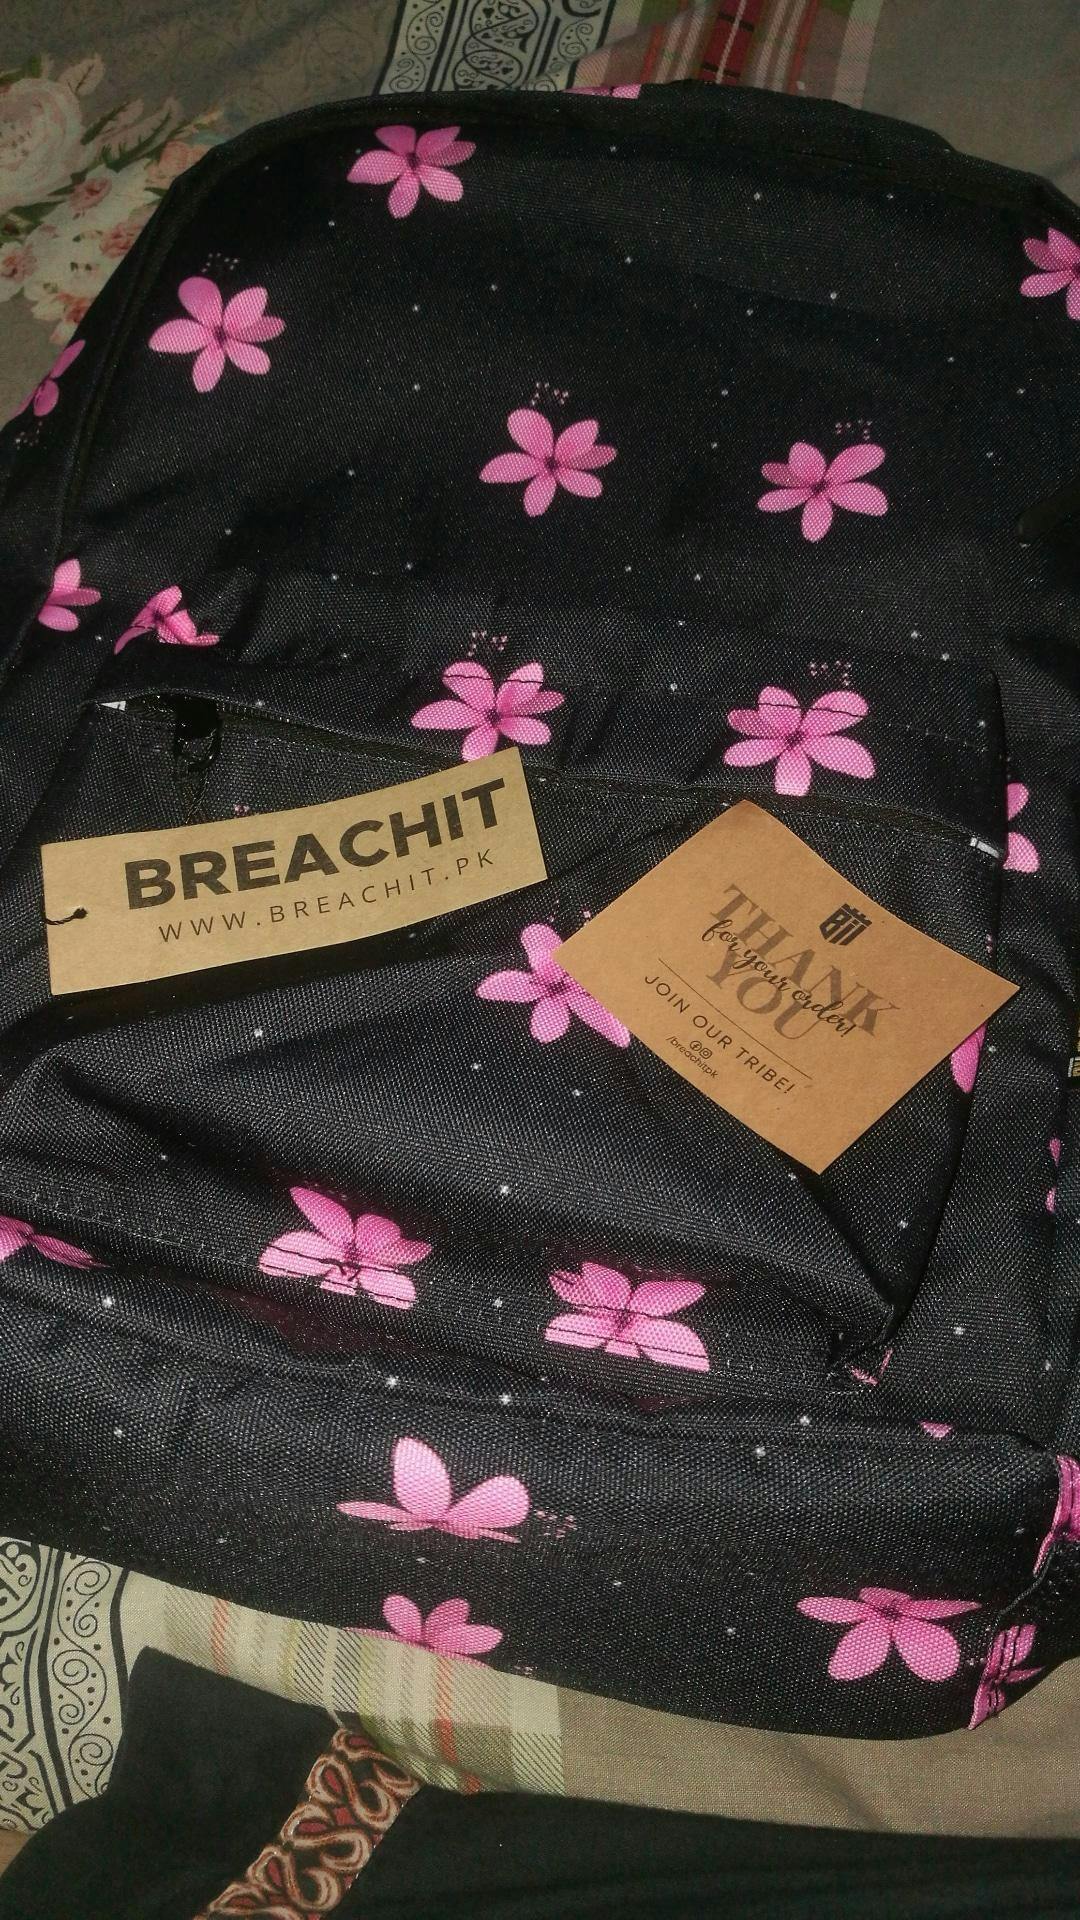 BREACHIT
WWW.BREACHIT.PK
THANK
for your order!
YOU
JOIN OUR TRIBE!
/breachitpk